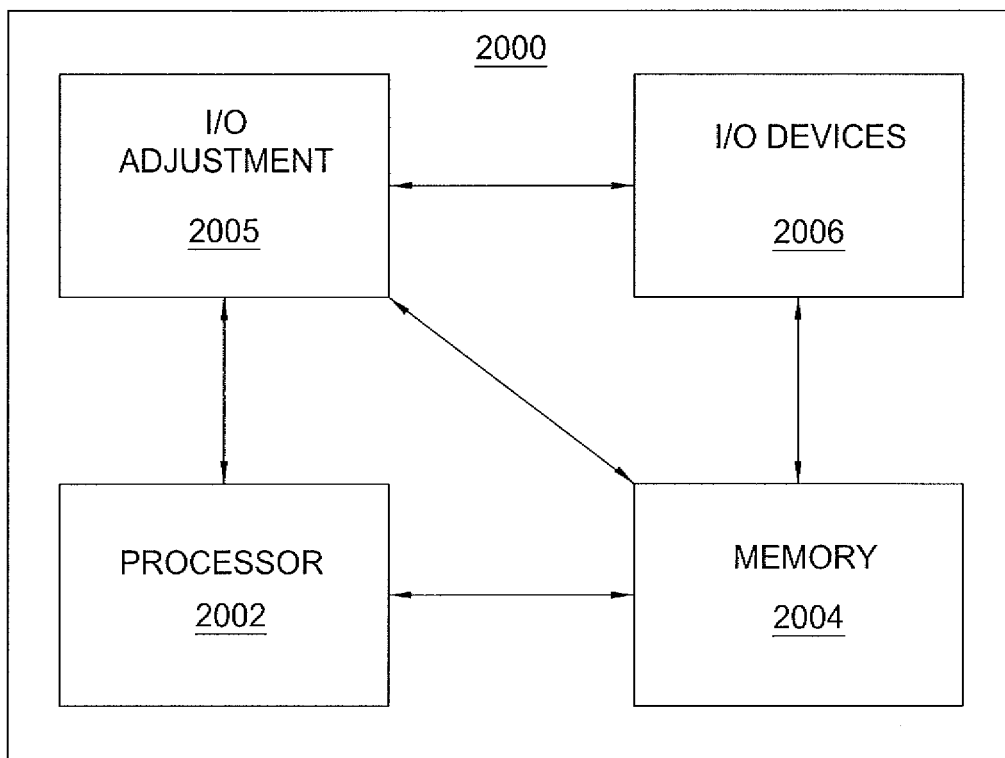 2000
I/O
ADJUSTMENT
2005
I/O DEVICES
2006
PROCESSOR
2002
MEMORY
2004